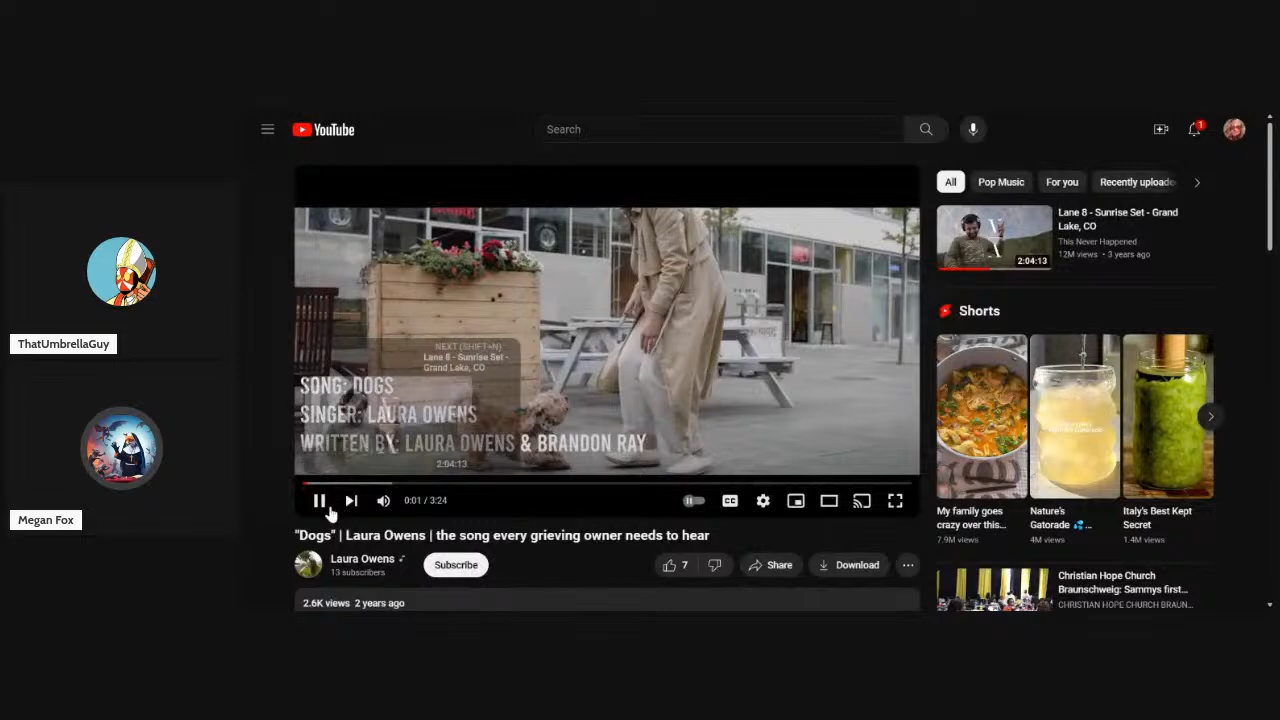 YouTube
Search
1
ThatUmbrellaGuy
Megan Fox
NEXT (SHIFT+N)
Lane 8 - Sunrise Set -
Grand Lake, CO
SONG: DOGS
SINGER: LAURA OWENS
WRITTEN BY: LAURA OWENS & BRANDON RAY
2:04:13
0:01 / 3:24
CC
"Dogs" | Laura Owens | the song every grieving owner needs to hear
Laura Owens
13 subscribers
Subscribe
7
Share
Download
2.6K views 2 years ago
All
Pop Music
For you
Recently uploade
2:04:13
Lane 8 - Sunrise Set - Grand
Lake, CO
This Never Happened
12M views • 3 years ago
Shorts
My family goes
crazy over this...
7.9M views
Nature's
Gatorade 💦 ...
4M views
Italy's Best Kept
Secret
1.4M views
Christian Hope Church
Braunschweig: Sammys first...
CHRISTIAN HOPE CHURCH BRAUN...